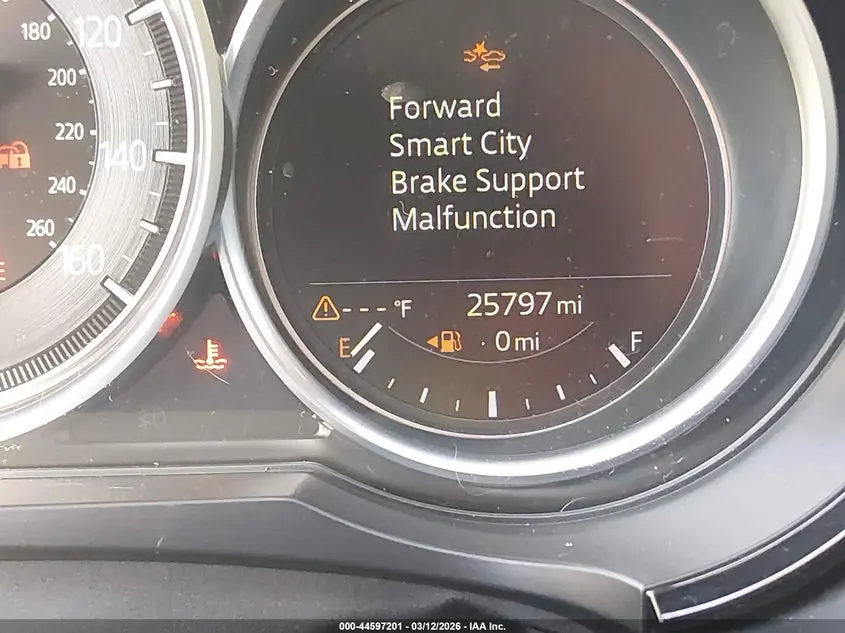 180
120
200
220
140
240
260
160
E
Forward
Smart City
Brake Support
Malfunction
---°F
25797 mi
E
0 mi
F
000-44597201 - 03/12/2026 - IAA Inc.